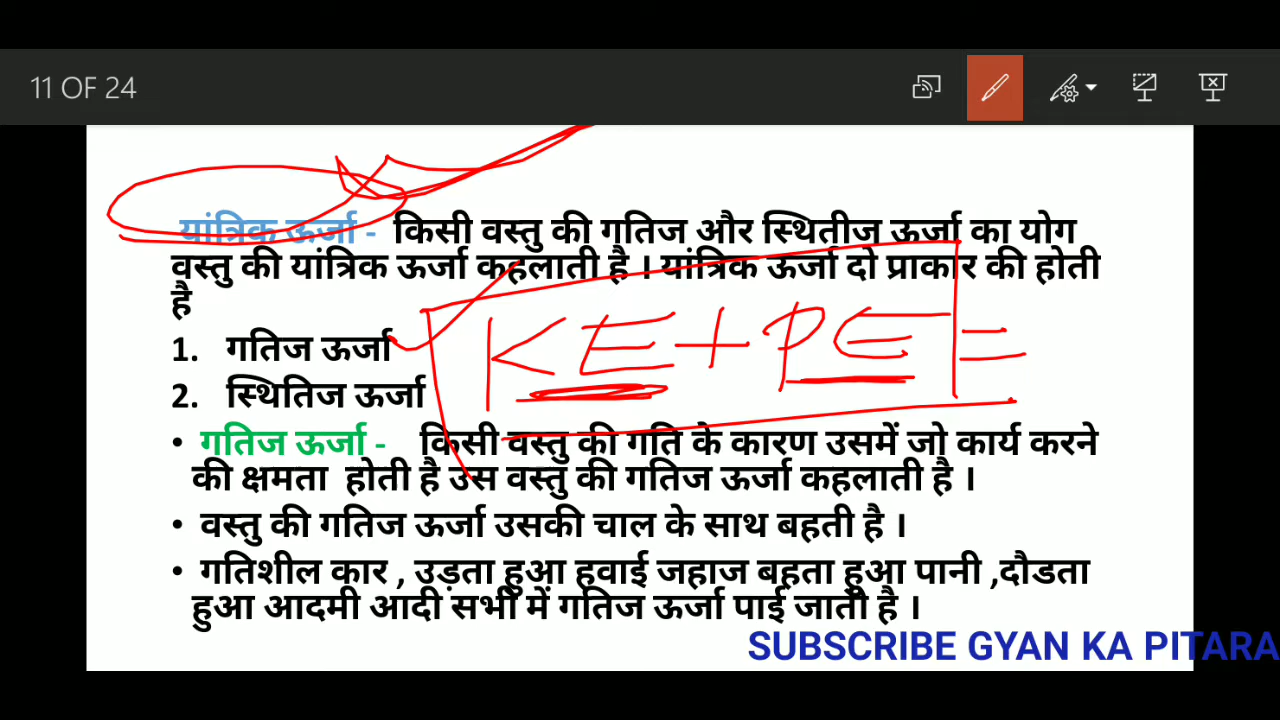 11 OF 24
यांत्रिक ऊर्जा - किसी वस्तु की गतिज और स्थितीज ऊर्जा का योग
वस्तु की यांत्रिक ऊर्जा कहलाती है । यांत्रिक ऊर्जा दो प्राकार की होती
है
1. गतिज ऊर्जा
KE+PE=
2. स्थितिज ऊर्जा
• गतिज ऊर्जा - किसी वस्तु की गति के कारण उसमें जो कार्य करने
की क्षमता होती है उस वस्तु की गतिज ऊर्जा कहलाती है ।
• वस्तु की गतिज ऊर्जा उसकी चाल के साथ बहती है ।
• गतिशील कार , उड़ता हुआ हवाई जहाज बहता हुआ पानी ,दौडता
हुआ आदमी आदी सभी में गतिज ऊर्जा पाई जाती है ।
SUBSCRIBE GYAN KA PITARA